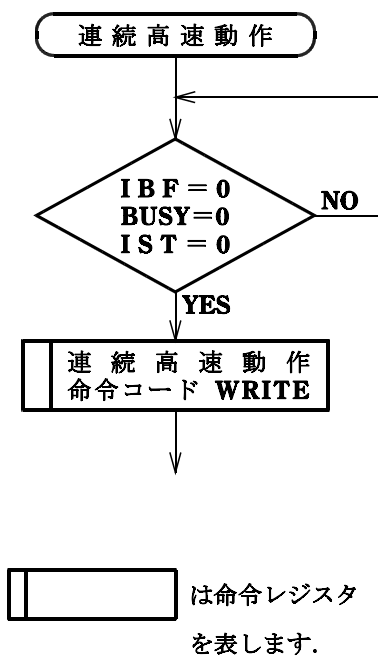 連続高速動作
IBF=0
BUSY=0
IST=0
NO
YES
連続高速動作
命令コード WRITE
は命令レジスタ
を表します.